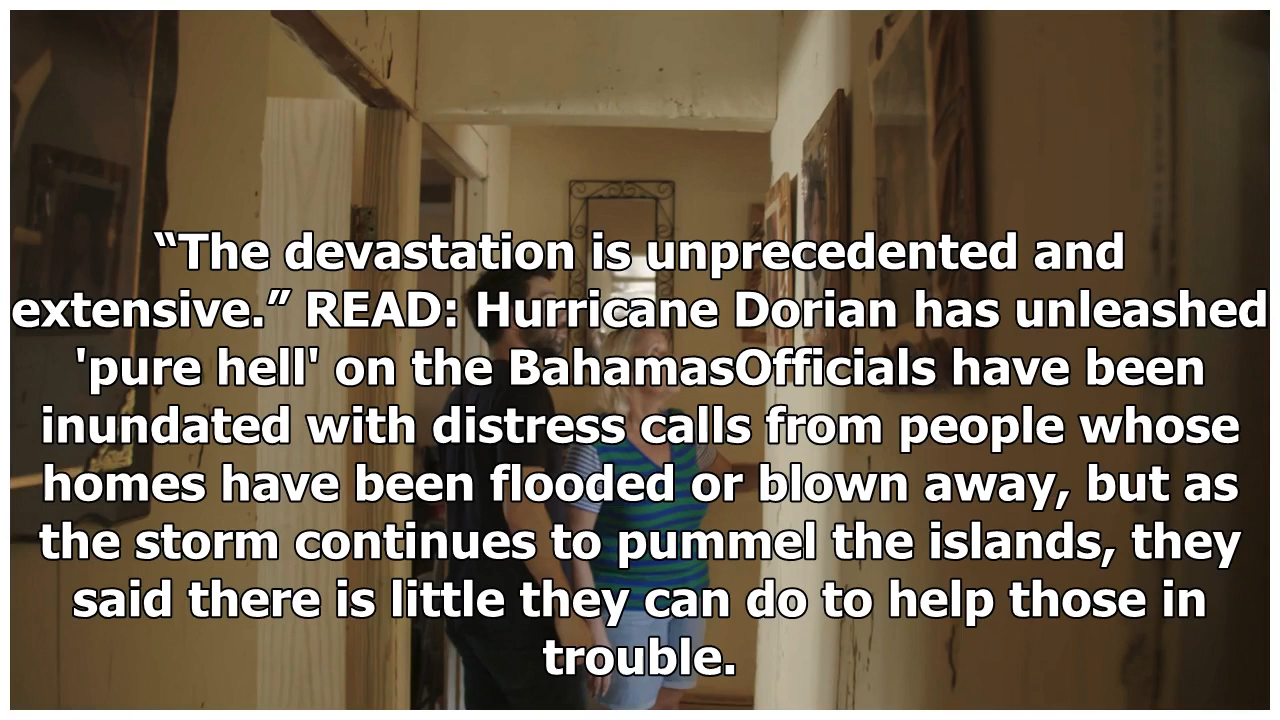 “The devastation is unprecedented and
extensive.” READ: Hurricane Dorian has unleashed
'pure hell' on the BahamasOfficials have been
inundated with distress calls from people whose
homes have been flooded or blown away, but as
the storm continues to pummel the islands, they
said there is little they can do to help those in
trouble.